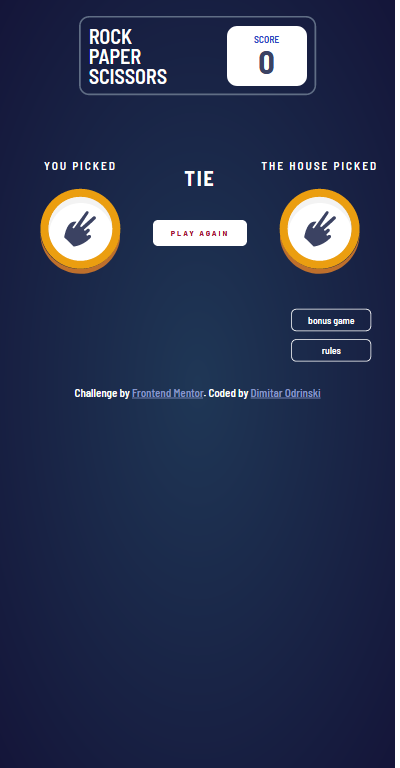 ROCK
PAPER
SCISSORS
SCORE
0
YOU PICKED
TIE
THE HOUSE PICKED
PLAY AGAIN
bonus game
rules
Challenge by Frontend Mentor. Coded by Dimitar Odrinski